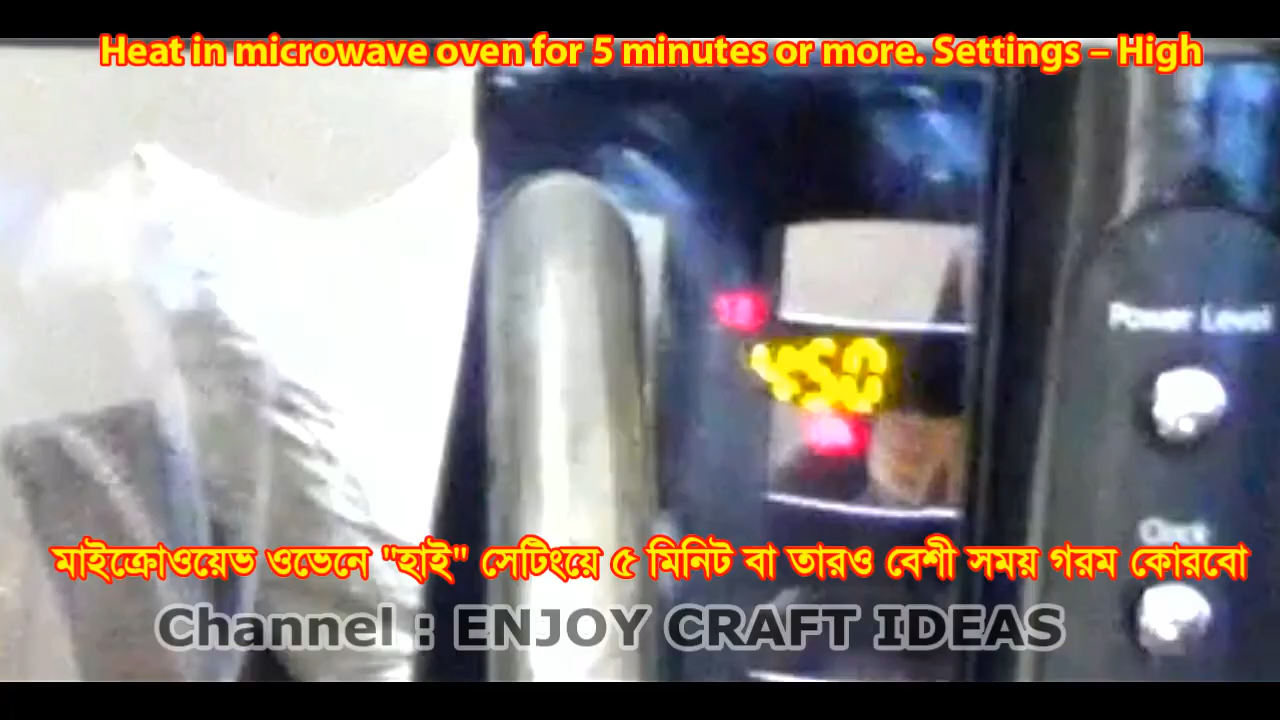 Heat in microwave oven for 5 minutes or more. Settings – High
Power Level
450
মাইক্রোওয়েভ ওভেনে "হাই" সেটিংয়ে ৫ মিনিট বা তারও বেশী সময় গরম কোরবো
Channel : ENJOY CRAFT IDEAS